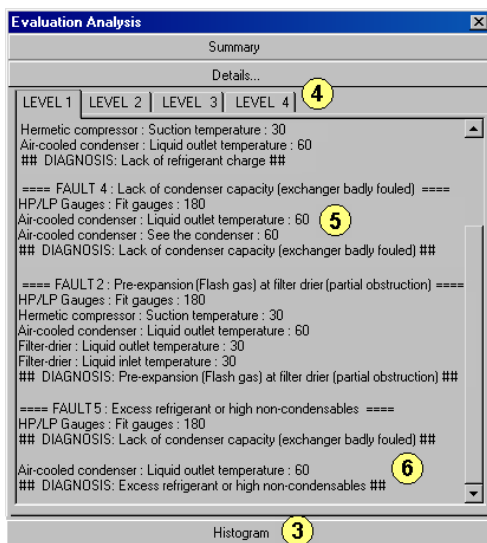 Evaluation Analysis
Summary
Details...
LEVEL 1 LEVEL 2 LEVEL 3 LEVEL 4 4
Hermetic compressor : Suction temperature : 30
Air-cooled condenser : Liquid outlet temperature : 60
## DIAGNOSIS: Lack of refrigerant charge ##
==== FAULT 4 : Lack of condenser capacity (exchanger badly fouled) ====
HP/LP Gauges : Fit gauges : 180
Air-cooled condenser : Liquid outlet temperature : 60 5
Air-cooled condenser : See the condenser : 60
## DIAGNOSIS: Lack of condenser capacity (exchanger badly fouled) ##
==== FAULT 2 : Pre-expansion (Flash gas) at filter drier (partial obstruction) ====
HP/LP Gauges : Fit gauges : 180
Hermetic compressor : Suction temperature : 30
Air-cooled condenser : Liquid outlet temperature : 60
Filter-drier : Liquid outlet temperature : 30
Filter-drier : Liquid inlet temperature : 30
## DIAGNOSIS: Pre-expansion (Flash gas) at filter drier (partial obstruction) ##
==== FAULT 5 : Excess refrigerant or high non-condensables ====
HP/LP Gauges : Fit gauges : 180
## DIAGNOSIS: Lack of condenser capacity (exchanger badly fouled) ##
Air-cooled condenser : Liquid outlet temperature : 60 6
## DIAGNOSIS: Excess refrigerant or high non-condensables ##
Histogram 3